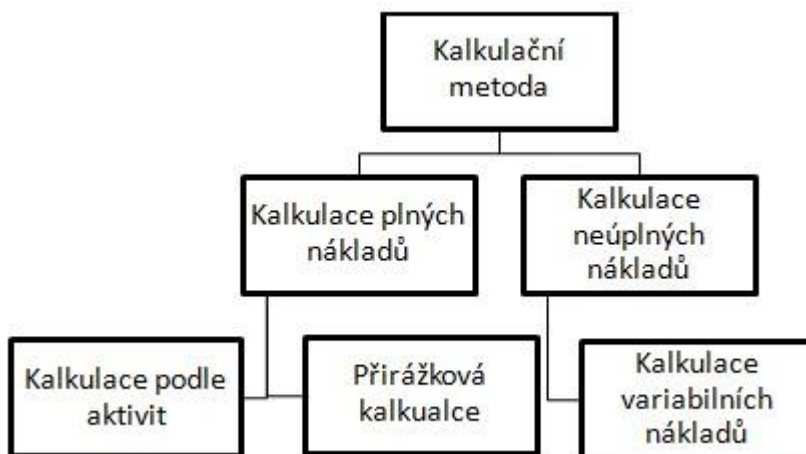 Kalkulační
metoda
Kalkulace plných
nákladů
Kalkulace
neúplných
nákladů
Kalkulace podle
aktivit
Přirážková
kalkualce
Kalkulace
variabilních
nákladů